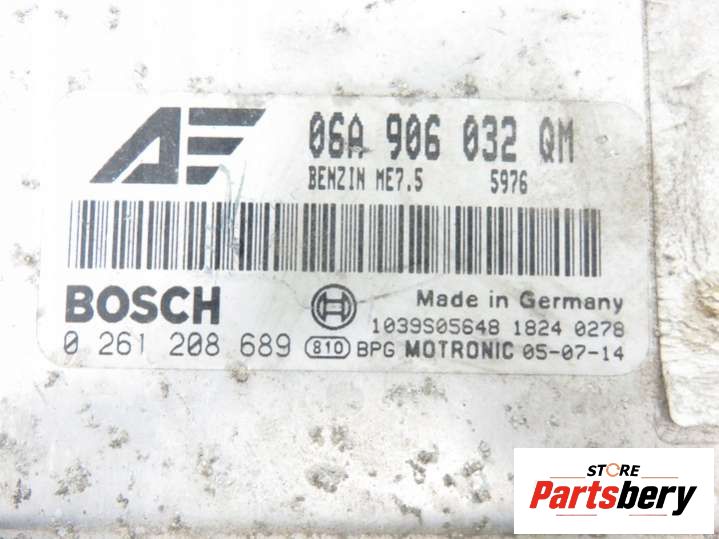 AE
06A 906 032 QM
BENZIN ME7.5 5976
BOSCH
Made in Germany
1039S05648 1824 0278
0 261 208 689 810 BPG MOTRONIC 05-07-14
STORE
Partsbery